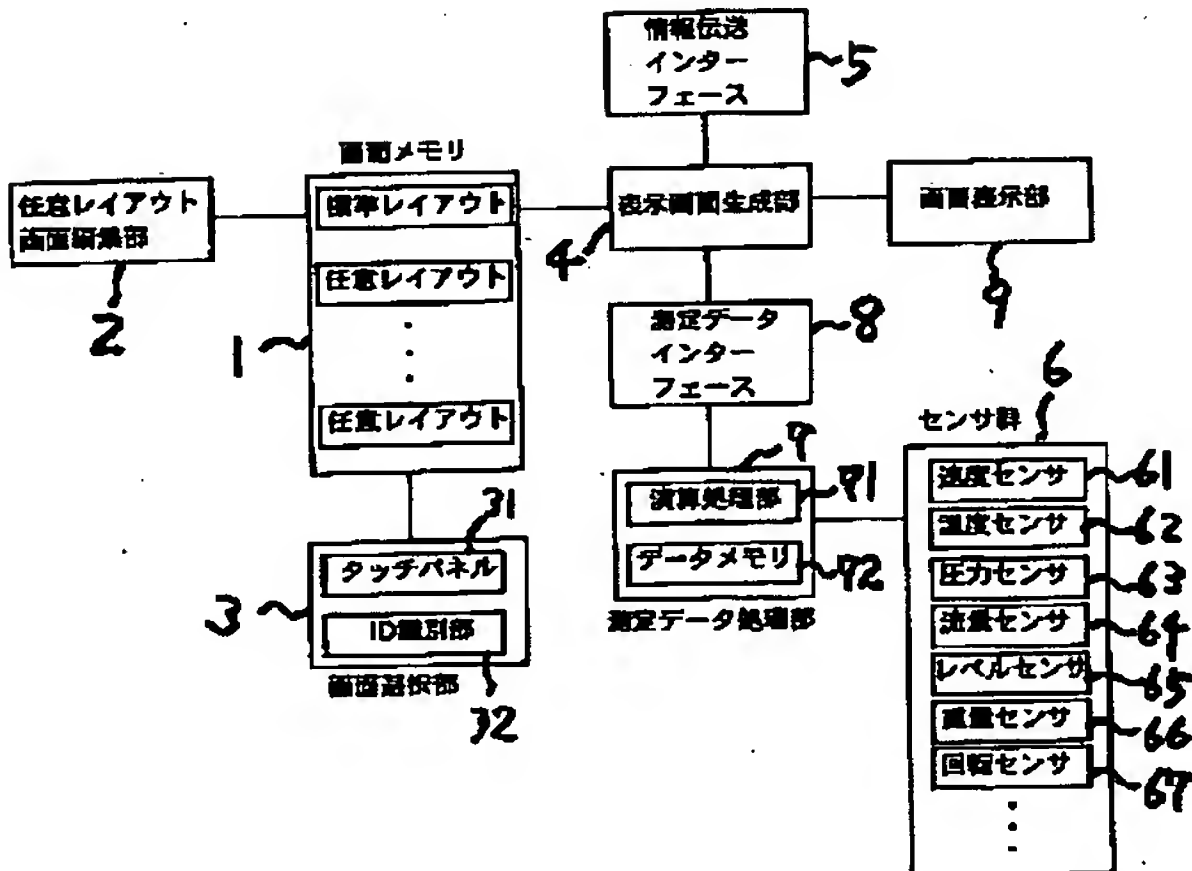 情報伝送
インター
フェース
5
画面メモリ
任意レイアウト
画面編集部
2
標準レイアウト
任意レイアウト
任意レイアウト
1
表示画面生成部
4
画面表示部
9
測定データ
インター
フェース
8
タッチパネル
31
ID識別部
32
3
画面選択部
7
演算処理部
71
データメモリ
72
測定データ処理部
センサ群
6
速度センサ
61
温度センサ
62
圧力センサ
63
流量センサ
64
レベルセンサ
65
重量センサ
66
回転センサ
67